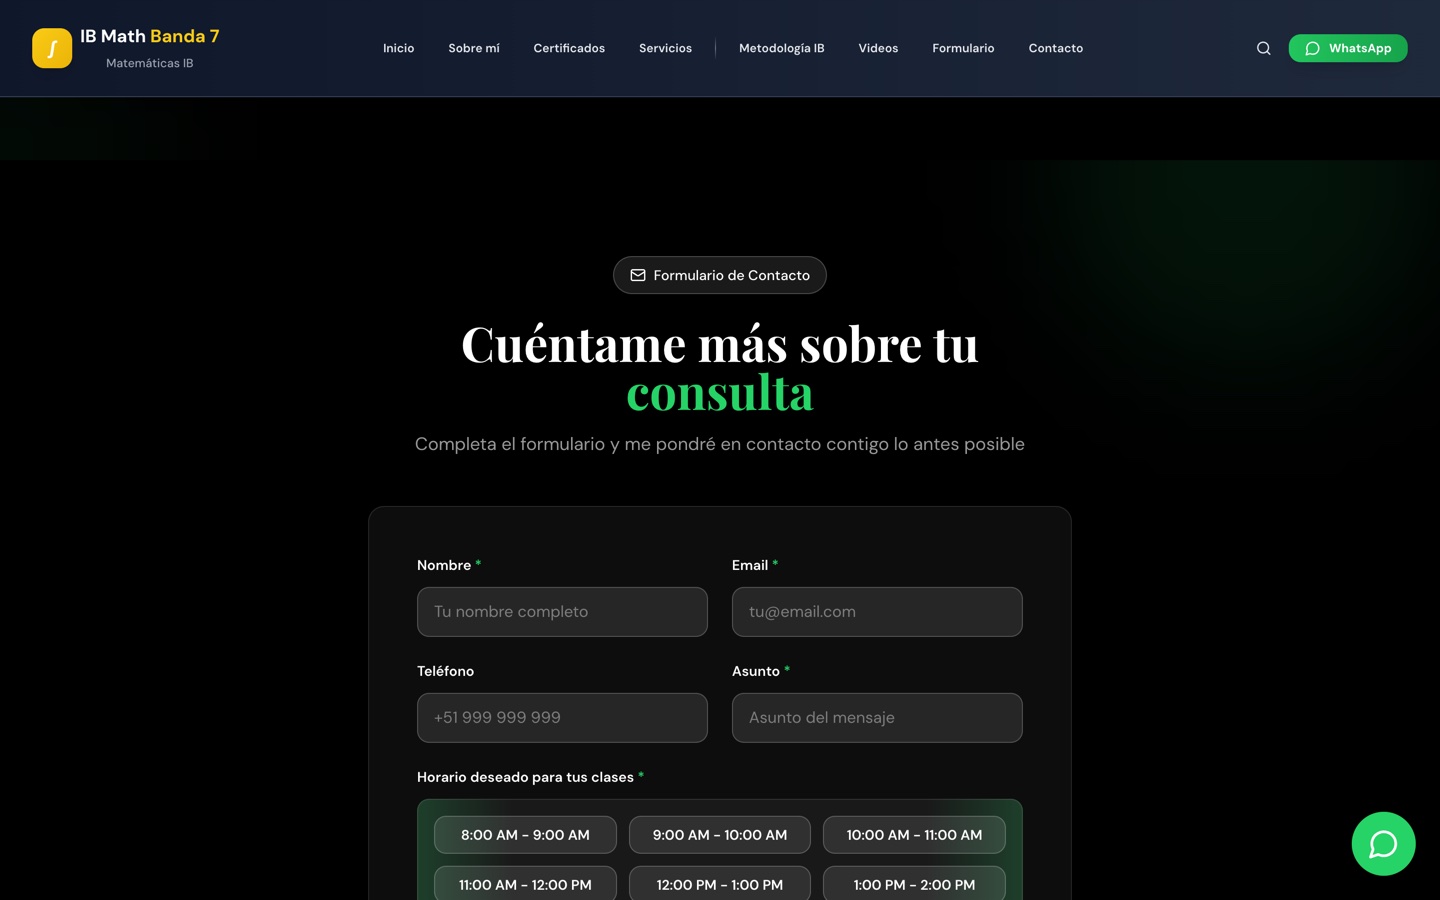 ∫
IB Math Banda 7
Matemáticas IB
Inicio
Sobre mí
Certificados
Servicios
Metodología IB
Videos
Formulario
Contacto
WhatsApp
Formulario de Contacto
Cuéntame más sobre tu
consulta
Completa el formulario y me pondré en contacto contigo lo antes posible
Nombre *
Email *
Tu nombre completo
tu@email.com
Teléfono
Asunto *
+51 999 999 999
Asunto del mensaje
Horario deseado para tus clases *
8:00 AM - 9:00 AM
9:00 AM - 10:00 AM
10:00 AM - 11:00 AM
11:00 AM - 12:00 PM
12:00 PM - 1:00 PM
1:00 PM - 2:00 PM